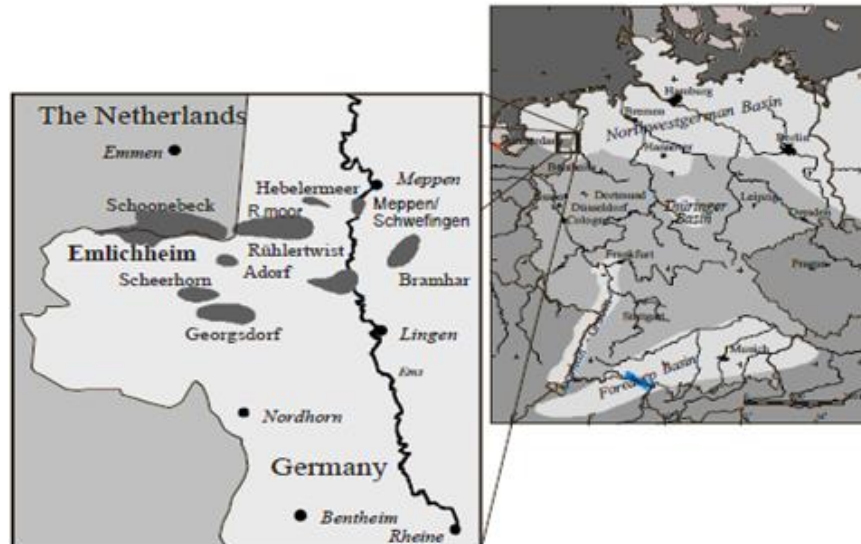 The Netherlands
Emmen
Meppen
Hebelermeer
Schoonebeck
R.moor
Meppen/
Schwefingen
Emlichheim
Rühlertwist
Adorf
Scheerhorn
Bramhar
Georgsdorf
Lingen
Ems
Nordhorn
Germany
Bentheim
Rheine
Hamburg
Bremen
Northwestgerman Basin
Berlin
Hannover
Dortmund
Düsseldorf
Cologne
Thüringer
Basin
Leipzig
Dresden
Frankfurt
Prague
Stuttgart
Munich
Foredeep Basin